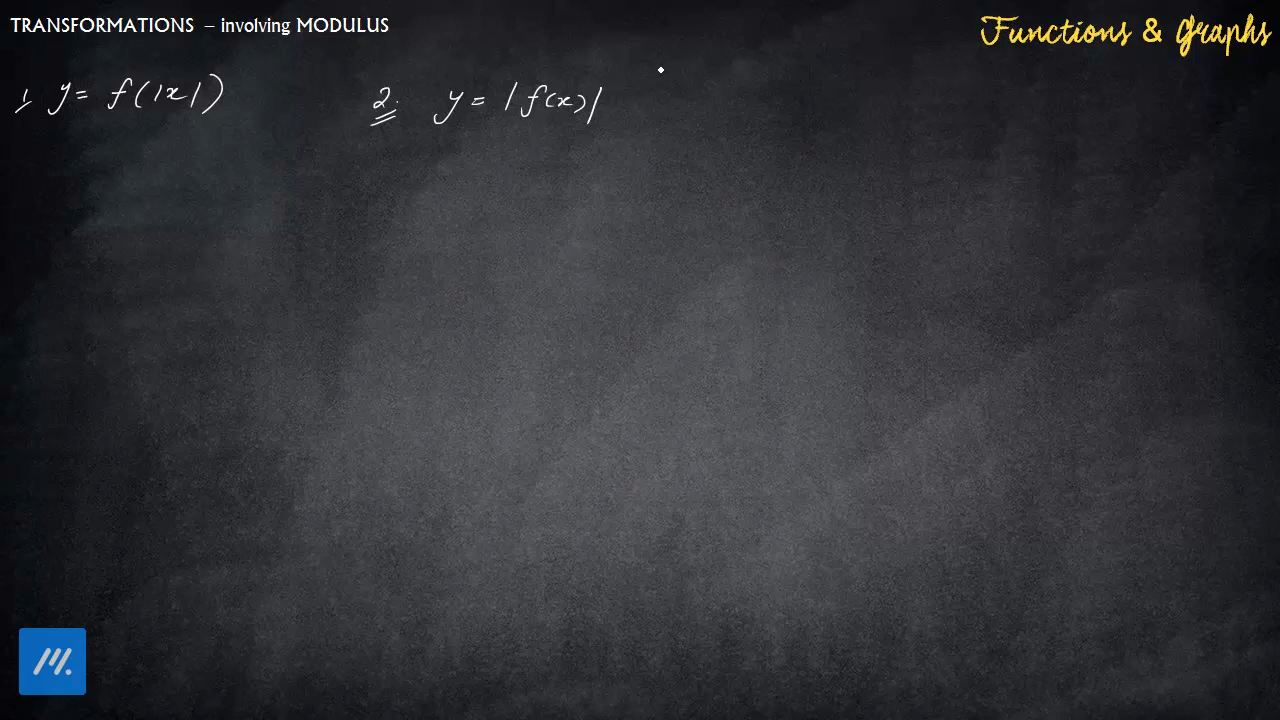 TRANSFORMATIONS – involving MODULUS
Functions & Graphs
1, y = f(|x|)
2. y = |f(x)|